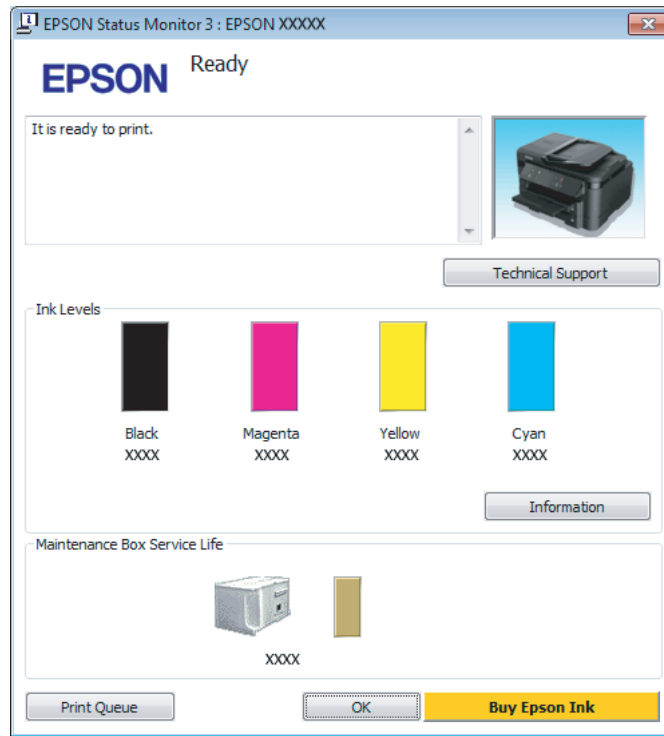 EPSON Status Monitor 3 : EPSON XXXXX
EPSON
Ready
It is ready to print.
Technical Support
Ink Levels
Black Magenta Yellow Cyan
XXXX XXXX XXXX XXXX
Information
Maintenance Box Service Life
XXXX
Print Queue OK Buy Epson Ink